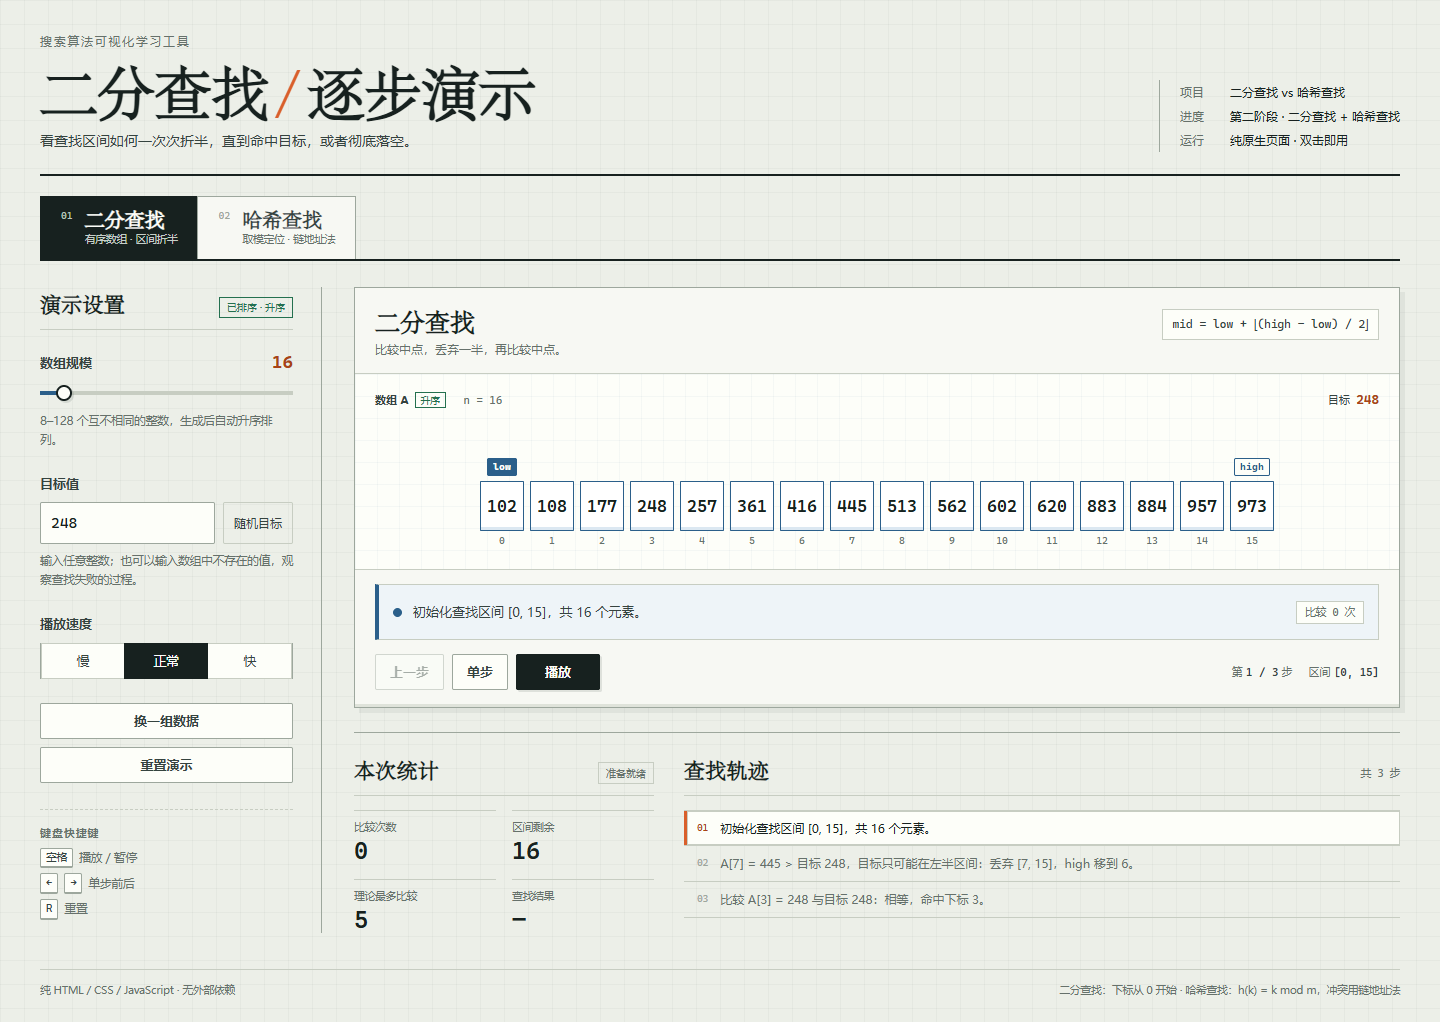 搜索算法可视化学习工具
二分查找/逐步演示
看查找区间如何一次次折半，直到命中目标，或者彻底落空。
项目 二分查找 vs 哈希查找
进度 第二阶段 · 二分查找 + 哈希查找
运行 纯原生页面 · 双击即用
01 二分查找
有序数组 · 区间折半
02 哈希查找
取模定位 · 链地址法
演示设置 已排序 · 升序
数组规模 16
8–128 个互不相同的整数，生成后自动升序排
列。
目标值
248 随机目标
输入任意整数；也可以输入数组中不存在的值，观
察查找失败的过程。
播放速度
慢 正常 快
换一组数据
重置演示
键盘快捷键
空格 播放 / 暂停
← → 单步前后
R 重置
二分查找
比较中点，丢弃一半，再比较中点。
mid = low + ⌊(high − low) / 2⌋
数组 A 升序 n = 16 目标 248
low high
102 108 177 248 257 361 416 445 513 562 602 620 883 884 957 973
0 1 2 3 4 5 6 7 8 9 10 11 12 13 14 15
初始化查找区间 [0, 15]，共 16 个元素。 比较 0 次
上一步 单步 播放 第 1 / 3 步 区间 [0, 15]
本次统计 准备就绪
比较次数 区间剩余
0 16
理论最多比较 查找结果
5 —
查找轨迹 共 3 步
01 初始化查找区间 [0, 15]，共 16 个元素。
02 A[7] = 445 > 目标 248，目标只可能在左半区间：丢弃 [7, 15]，high 移到 6。
03 比较 A[3] = 248 与目标 248：相等，命中下标 3。
纯 HTML / CSS / JavaScript · 无外部依赖
二分查找：下标从 0 开始 · 哈希查找：h(k) = k mod m，冲突用链地址法